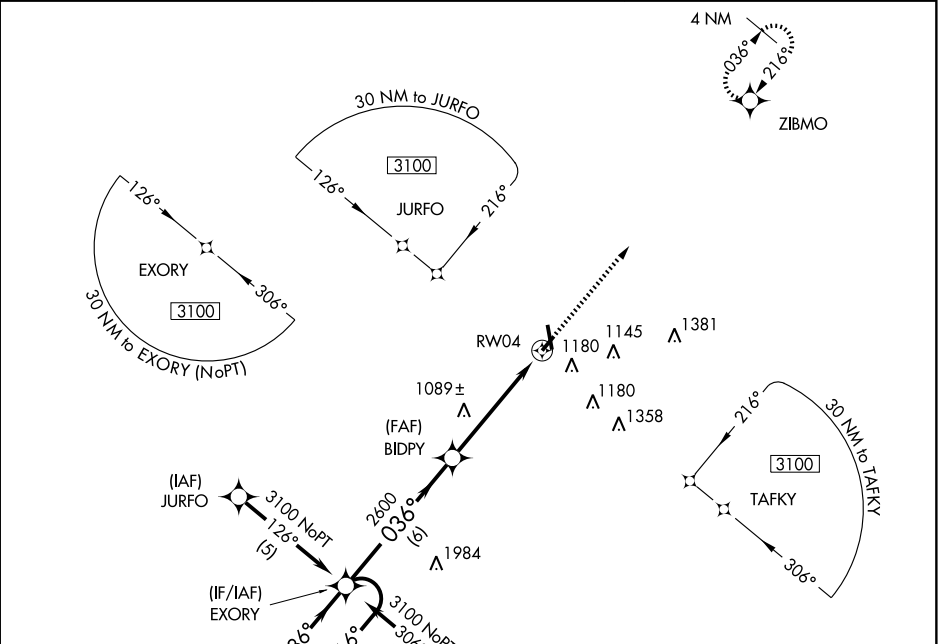 4 NM
036°
216°
ZIBMO
30 NM to JURFO
3100
JURFO
126°
216°
126°
EXORY
3100
306°
30 NM to EXORY (NoPT)
RW04
1180
1145
1381
1089±
1180
1358
(FAF)
BIDPY
216°
30 NM to TAFKY
3100
TAFKY
306°
(IAF)
JURFO
3100 NoPT
126°
(5)
2600
036°
(6)
1984
(IF/IAF)
EXORY
3100 NoPT